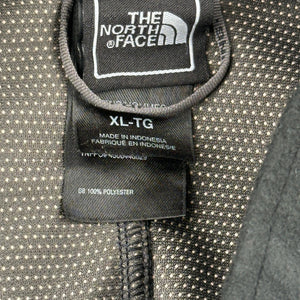 THE
NORTH
FACE
XL-TG
MADE IN INDONESIA
FABRIQUÉ EN INDONÉSIE
100% POLYESTER